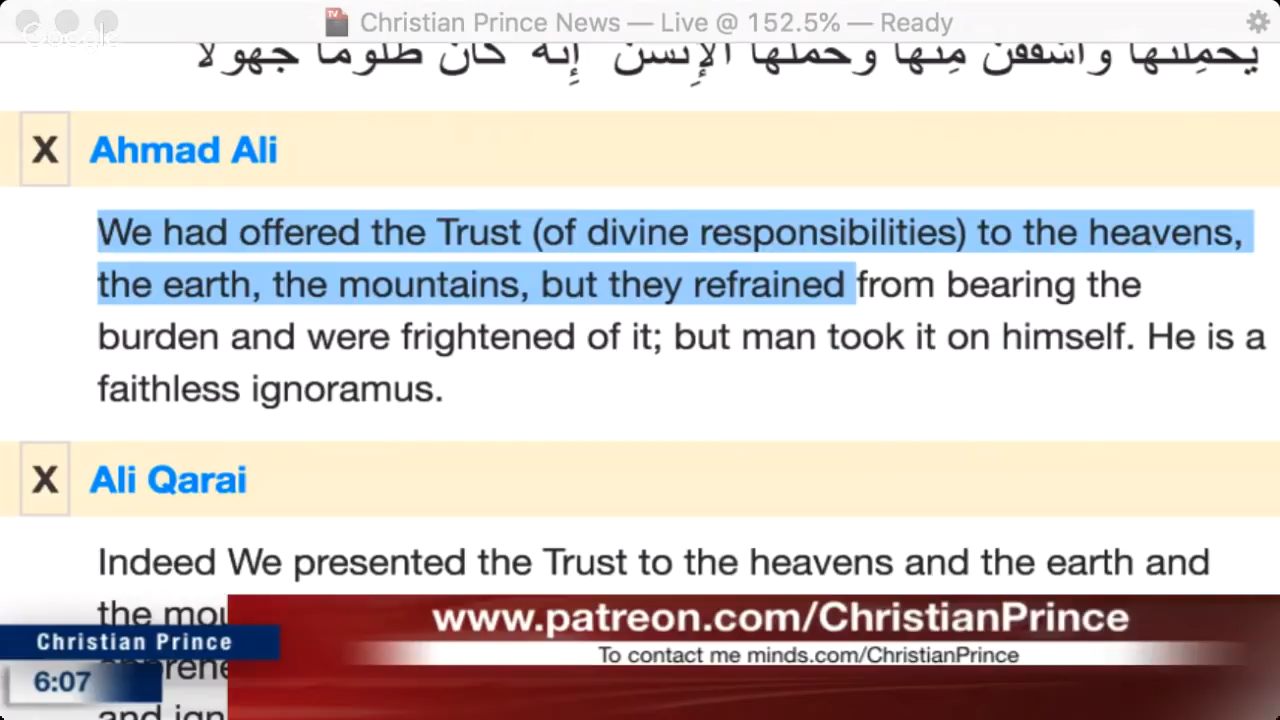 Christian Prince News — Live @ 152.5% — Ready
Google
يحملنها وأشفقن منها وحملها الإنسن إنه كان ظلوما جهولا
X Ahmad Ali
We had offered the Trust (of divine responsibilities) to the heavens,
the earth, the mountains, but they refrained from bearing the
burden and were frightened of it; but man took it on himself. He is a
faithless ignoramus.
X Ali Qarai
Indeed We presented the Trust to the heavens and the earth and
the
www.patreon.com/ChristianPrince
Christian Prince
To contact me minds.com/ChristianPrince
6:07